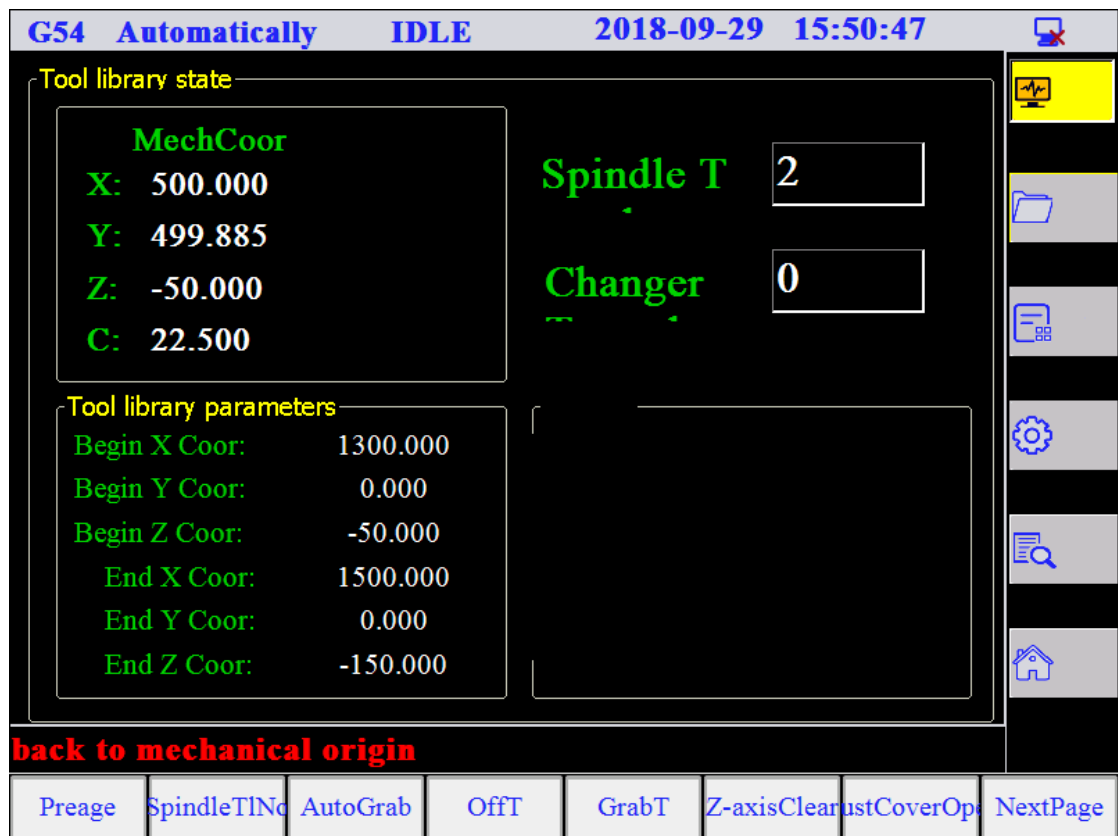 G54 Automatically IDLE 2018-09-29 15:50:47
Tool library state
MechCoor
X: 500.000
Y: 499.885
Z: -50.000
C: 22.500
Spindle T 2
Changer 0
Tool library parameters
Begin X Coor: 1300.000
Begin Y Coor: 0.000
Begin Z Coor: -50.000
End X Coor: 1500.000
End Y Coor: 0.000
End Z Coor: -150.000
back to mechanical origin
Preage SpindleTlNo AutoGrab OffT GrabT Z-axisClear ustCoverOpe NextPage